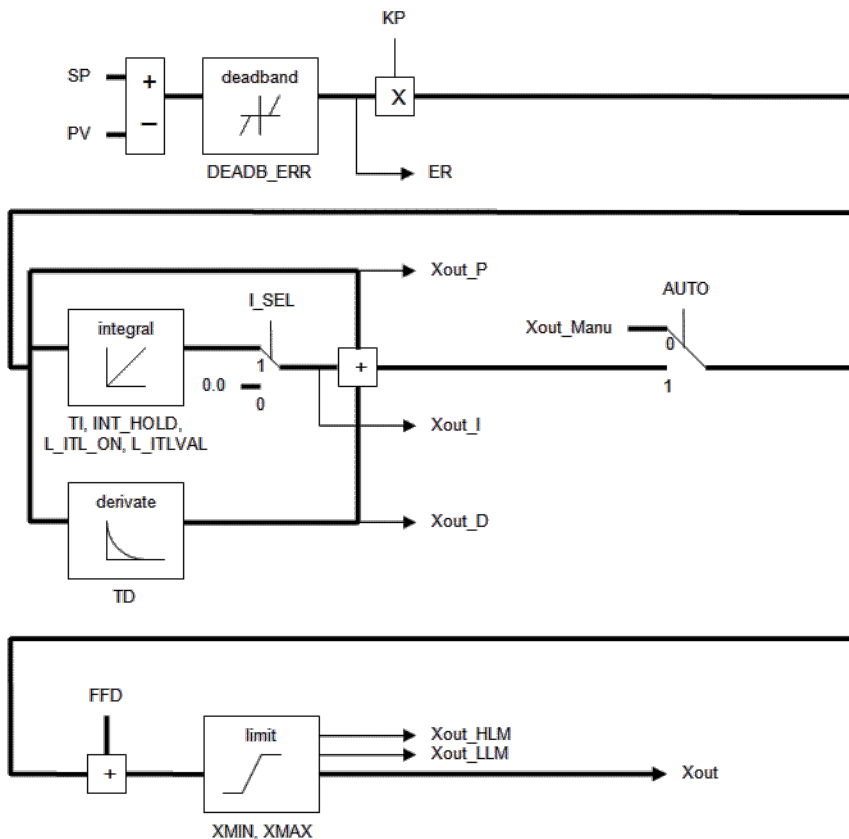 KP
SP
+
deadband
X
PV
−
DEADB_ERR
ER
Xout_P
I_SEL
AUTO
integral
Xout_Manu
0
1
+
0.0
0
1
TI, INT_HOLD,
L_ITL_ON, L_ITLVAL
Xout_I
derivate
Xout_D
TD
FFD
limit
Xout_HLM
Xout_LLM
+
Xout
XMIN, XMAX